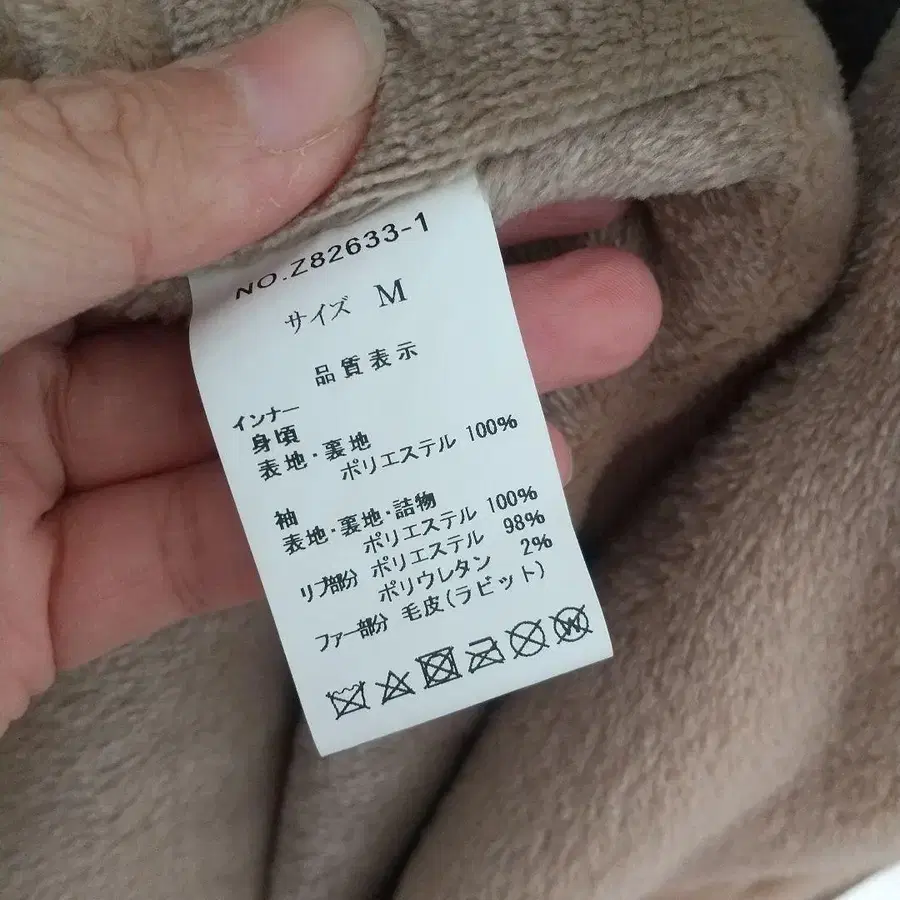 NO.Z82633-1
サイズ M
品質表示
インナー
身頃
表地・裏地
ポリエステル 100%
袖
表地・裏地・詰物
ポリエステル 100%
リブ部分 ポリエステル 98%
ポリウレタン 2%
ファー部分 毛皮(ラビット)